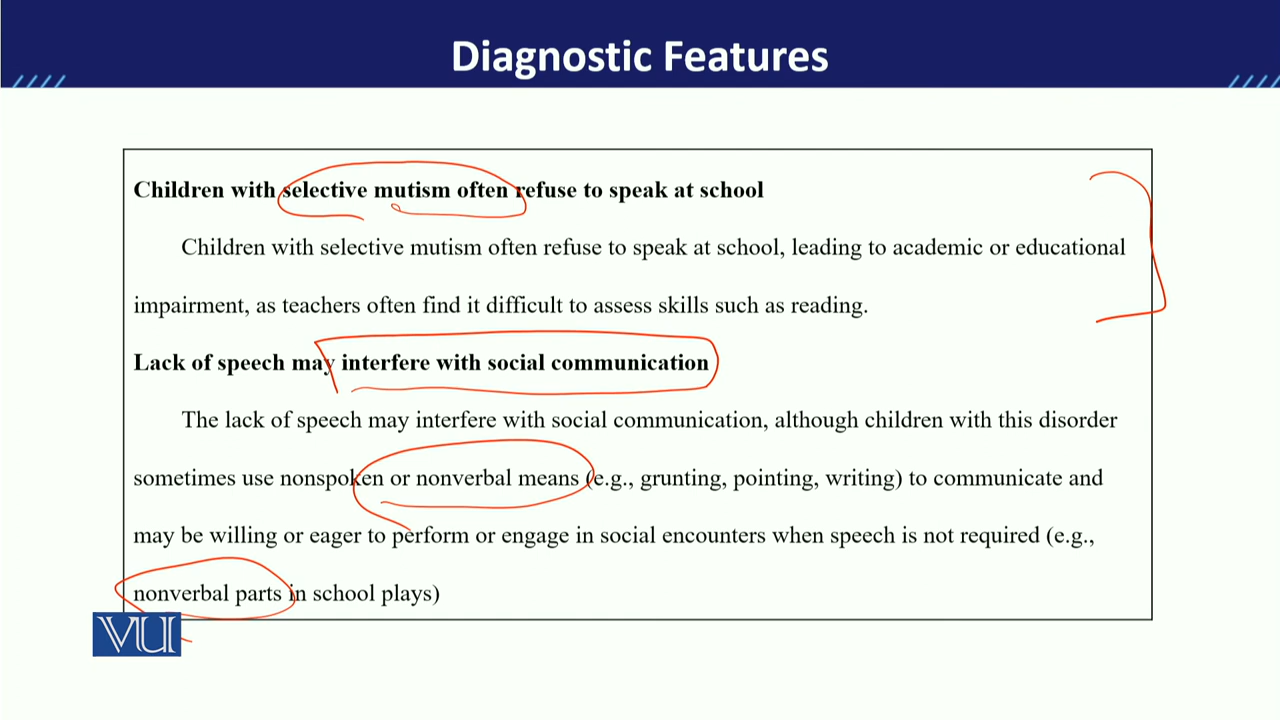 Diagnostic Features
Children with selective mutism often refuse to speak at school
Children with selective mutism often refuse to speak at school, leading to academic or educational
impairment, as teachers often find it difficult to assess skills such as reading.
Lack of speech may interfere with social communication
The lack of speech may interfere with social communication, although children with this disorder
sometimes use nonspoken or nonverbal means (e.g., grunting, pointing, writing) to communicate and
may be willing or eager to perform or engage in social encounters when speech is not required (e.g.,
nonverbal parts in school plays)
VU